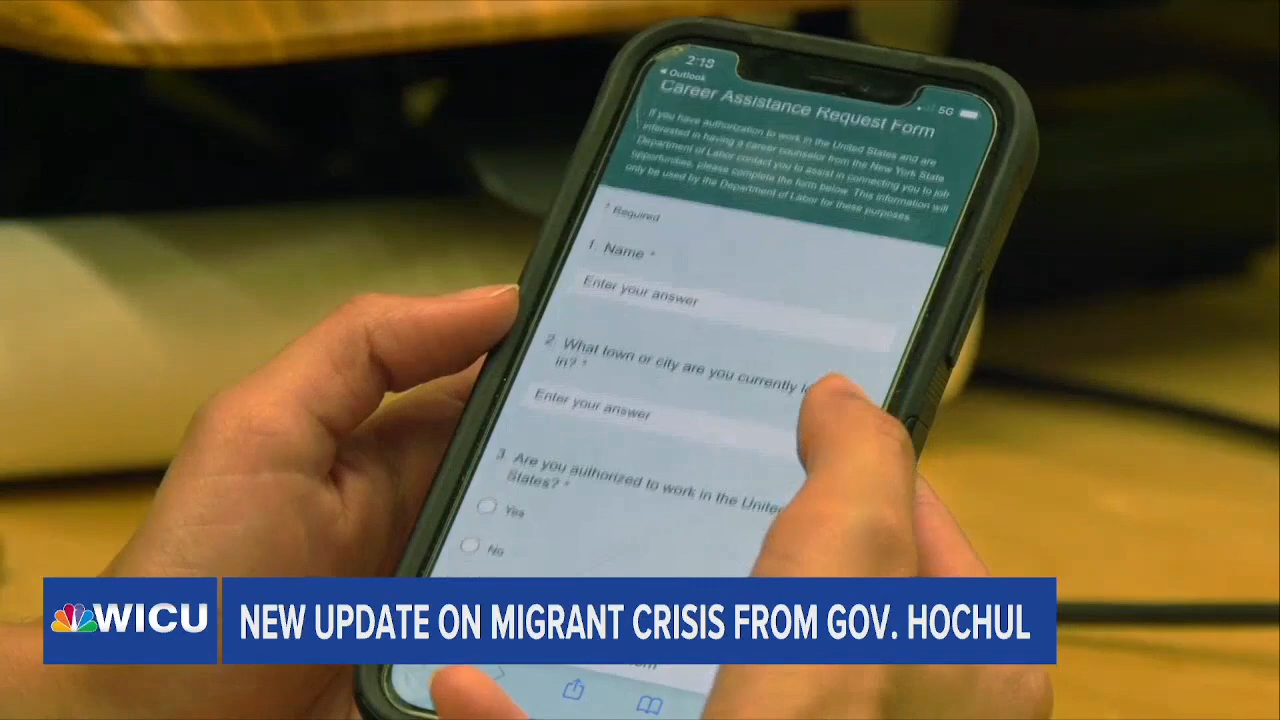 2:18
Outlook
5G
Career Assistance Request Form
If you have authorization to work in the United States and are
interested in having a career counselor from the New York State
Department of Labor contact you to assist in connecting you to job
opportunities, please complete the form below. This information will
only be used by the Department of Labor for these purposes.
* Required
1. Name *
Enter your answer
2. What town or city are you currently
in? *
Enter your answer
3. Are you authorized to work in the United
States? *
Yes
No
WICU
NEW UPDATE ON MIGRANT CRISIS FROM GOV. HOCHUL